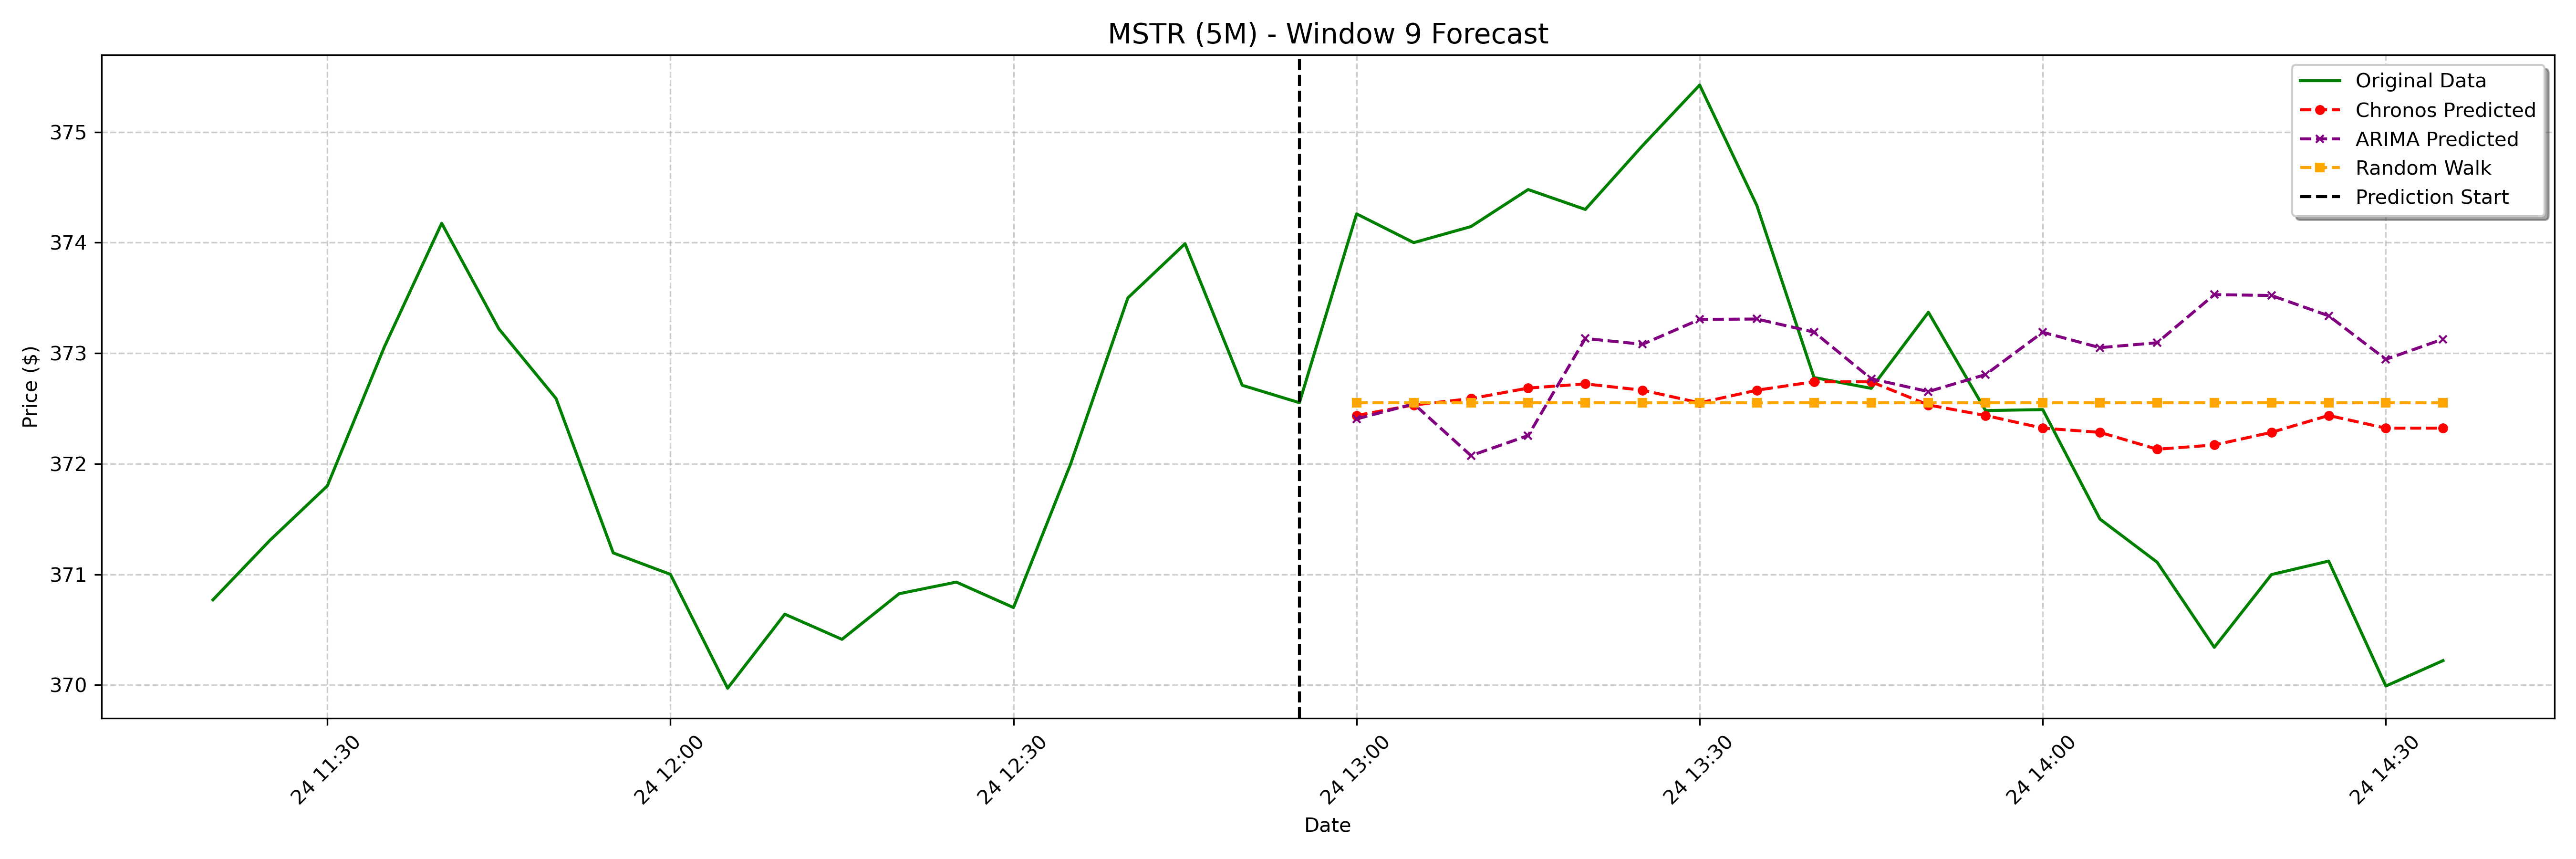 MSTR (5M) - Window 9 Forecast
Original Data
Chronos Predicted
ARIMA Predicted
Random Walk
Prediction Start
Price ($)
375
374
373
372
371
370
24 11:30
24 12:00
24 12:30
24 13:00
24 13:30
24 14:00
24 14:30
Date